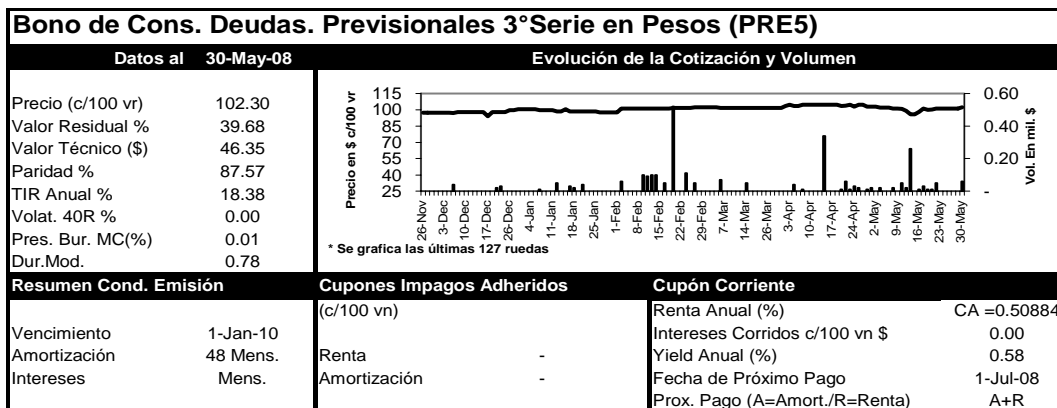 Bono de Cons. Deudas. Previsionales 3°Serie en Pesos (PRE5)
Datos al 30-May-08
Evolución de la Cotización y Volumen
Precio (c/100 vr) 102.30
Valor Residual % 39.68
Valor Técnico ($) 46.35
Paridad % 87.57
TIR Anual % 18.38
Volat. 40R % 0.00
Pres. Bur. MC(%) 0.01
Dur.Mod. 0.78
Precio en $ c/100 vr
115
100
85
70
55
40
25
0.60
0.40
0.20
-
Vol. En mil. $
26-Nov
3-Dec
10-Dec
17-Dec
26-Dec
4-Jan
11-Jan
18-Jan
25-Jan
1-Feb
8-Feb
15-Feb
22-Feb
29-Feb
7-Mar
14-Mar
26-Mar
3-Apr
10-Apr
17-Apr
24-Apr
2-May
9-May
16-May
23-May
30-May
* Se grafica las últimas 127 ruedas
Resumen Cond. Emisión
Vencimiento 1-Jan-10
Amortización 48 Mens.
Intereses Mens.
Cupones Impagos Adheridos
(c/100 vn)
Renta -
Amortización -
Cupón Corriente
Renta Anual (%) CA =0.50884
Intereses Corridos c/100 vn $ 0.00
Yield Anual (%) 0.58
Fecha de Próximo Pago 1-Jul-08
Prox. Pago (A=Amort./R=Renta) A+R